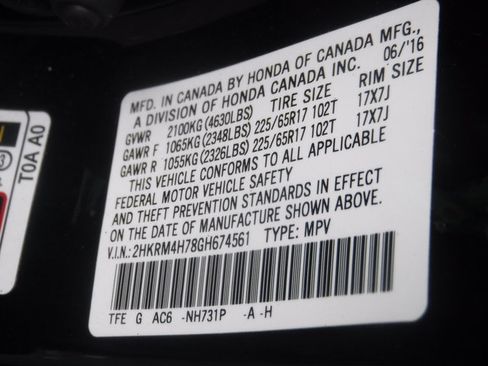 MFD. IN CANADA BY HONDA OF CANADA MFG.,
A DIVISION OF HONDA CANADA INC. 06/'16
GVWR 2100KG (4630LBS) TIRE SIZE RIM SIZE
GAWR F 1065KG (2348LBS) 225/65R17 102T 17X7J
GAWR R 1055KG (2326LBS) 225/65R17 102T 17X7J
THIS VEHICLE CONFORMS TO ALL APPLICABLE
FEDERAL MOTOR VEHICLE SAFETY
AND THEFT PREVENTION STANDARDS IN EFFECT
ON THE DATE OF MANUFACTURE SHOWN ABOVE.
V.I.N.: 2HKRM4H78GH674561 TYPE: MPV
TFE G AC6 -NH731P -A -H
T0A A0